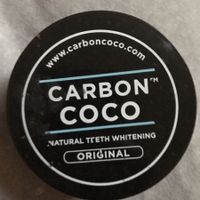 www.carboncoco.com
CARBON™
COCO
NATURAL TEETH WHITENING
ORIGINAL